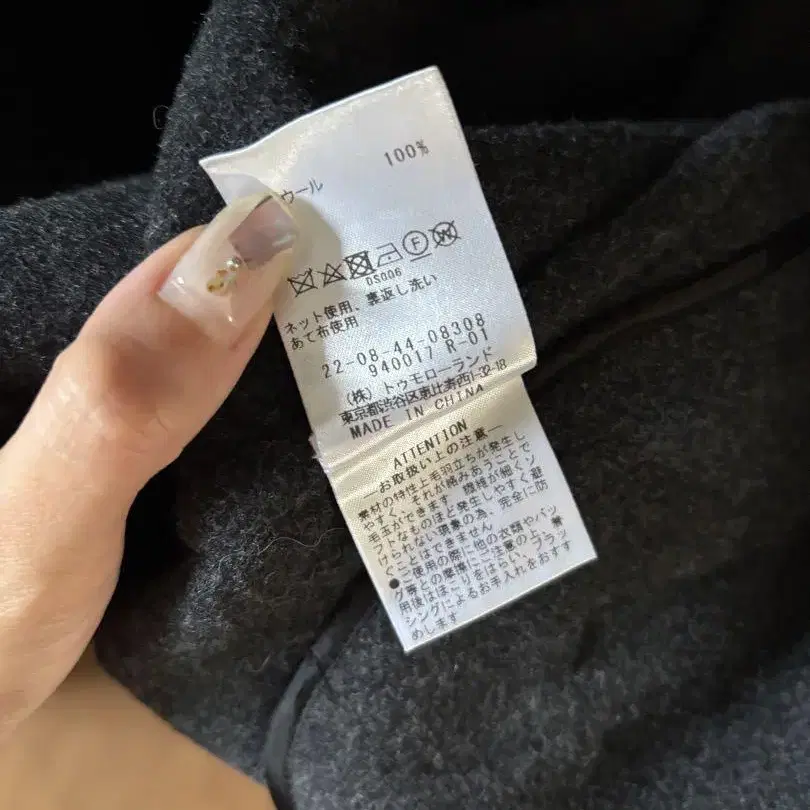 ウール 100%
DS006
ネット使用、裏返し洗い
あて布使用
22-08-44-08308
940017 R-01
(株) トゥモローランド
東京都渋谷区恵比寿西1-32-18
MADE IN CHINA
ATTENTION
—お取扱い上の注意—
素材の特性上毛羽立ちが発生し
やすく、それが絡みあうことで
毛玉ができます。繊維が細くソ
フトなものほど発生しやすく避
けられない現象の為、完全に防
ぐことはできません。
●ご使用の際に他の衣類やバッ
グ等との摩擦にご注意の上、着
用後はほこりをはらい、ブラッ
シングによるお手入れをおすす
めします。